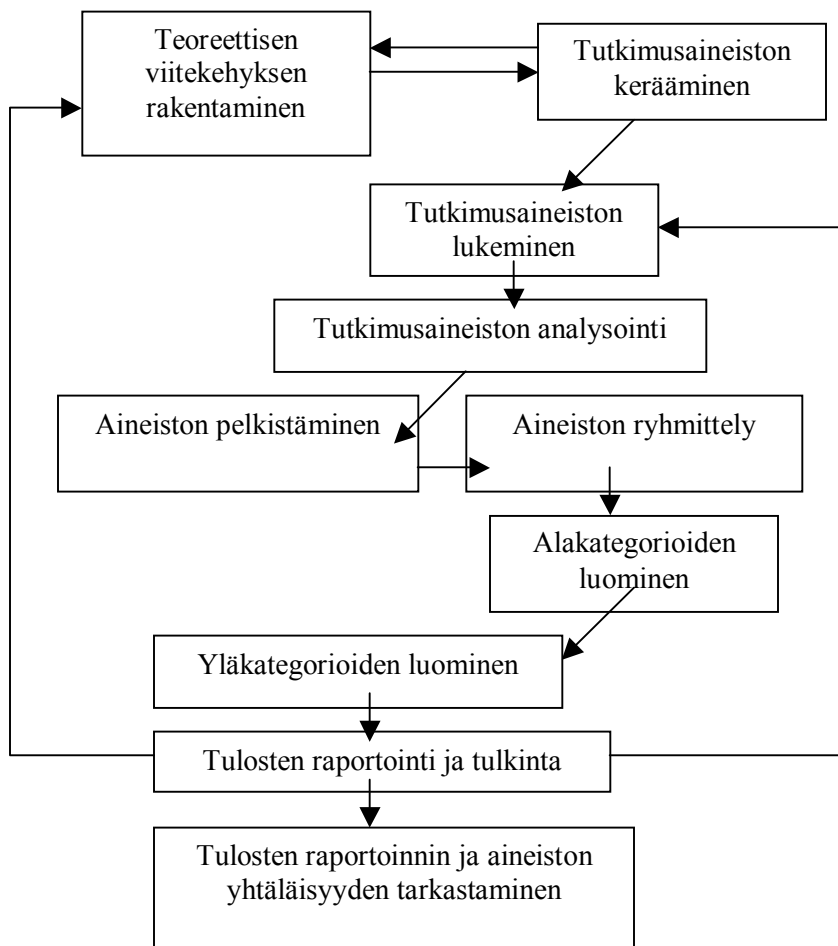 Teoreettisen
viitekehyksen
rakentaminen
Tutkimusaineiston
kerääminen
Tutkimusaineiston
lukeminen
Tutkimusaineiston analysointi
Aineiston pelkistäminen
Aineiston ryhmittely
Alakategorioiden
luominen
Yläkategorioiden luominen
Tulosten raportointi ja tulkinta
Tulosten raportoinnin ja aineiston
yhtäläisyyden tarkastaminen